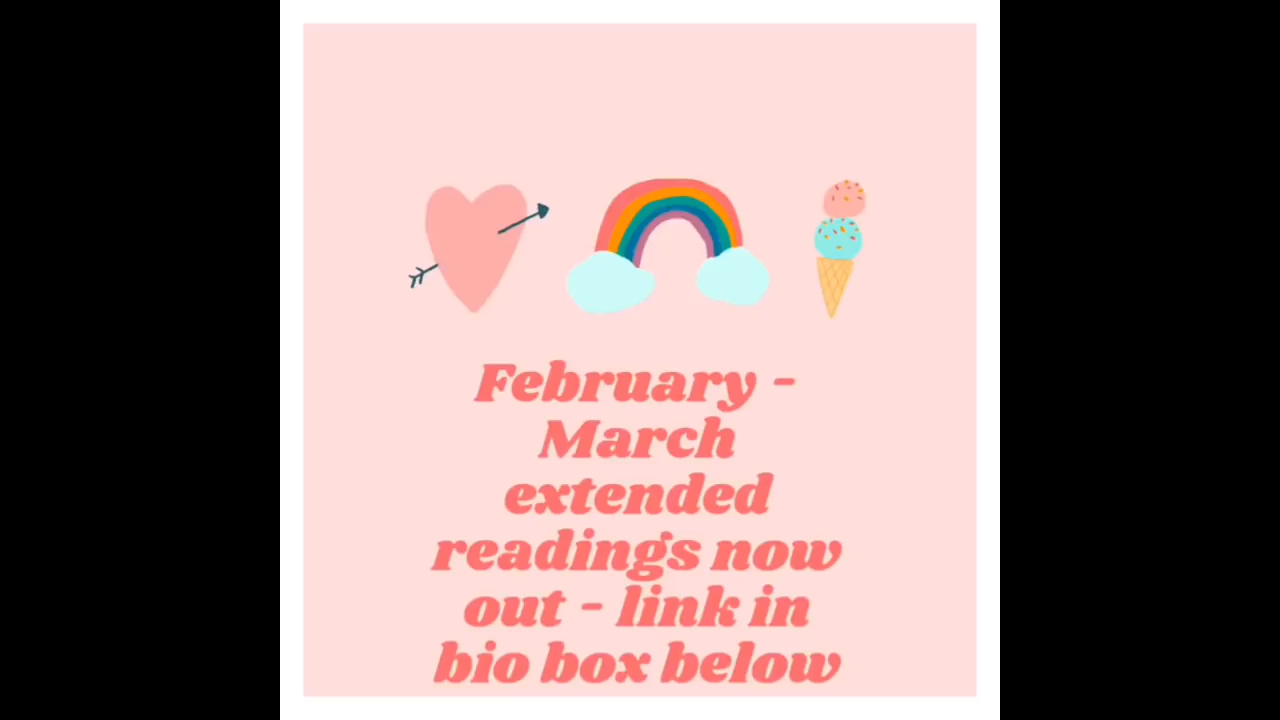 February -
March
extended
readings now
out - link in
bio box below